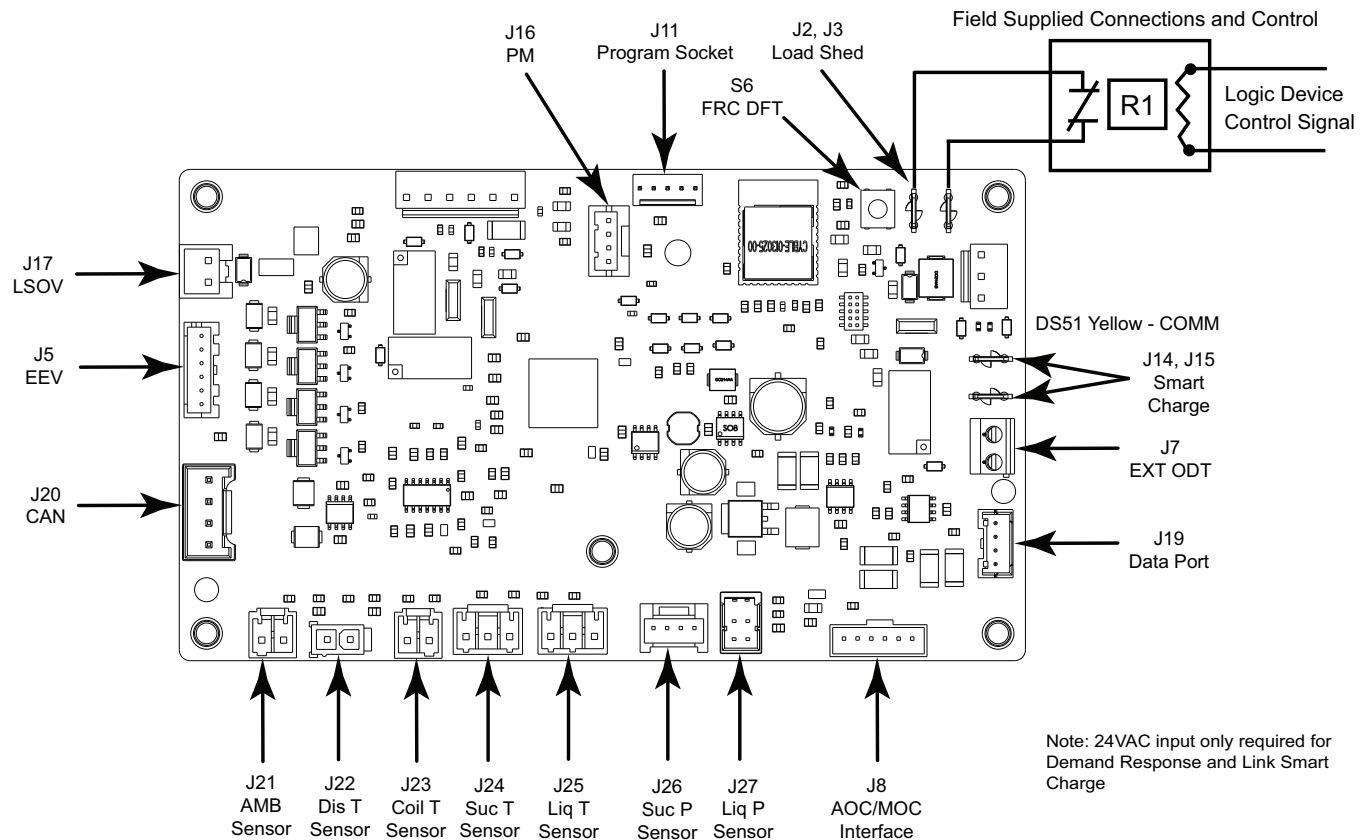 Field Supplied Connections and Control
J16
PM
J11
Program Socket
J2, J3
Load Shed
S6
FRC DFT
R1
Logic Device
Control Signal
CYBLE-013025-00
J17
LSOV
J5
EEV
J20
CAN
DS51 Yellow - COMM
J14, J15
Smart
Charge
J7
EXT ODT
J19
Data Port
SO8
J21
AMB
Sensor
J22
Dis T
Sensor
J23
Coil T
Sensor
J24
Suc T
Sensor
J25
Liq T
Sensor
J26
Suc P
Sensor
J27
Liq P
Sensor
J8
AOC/MOC
Interface
Note: 24VAC input only required for
Demand Response and Link Smart
Charge